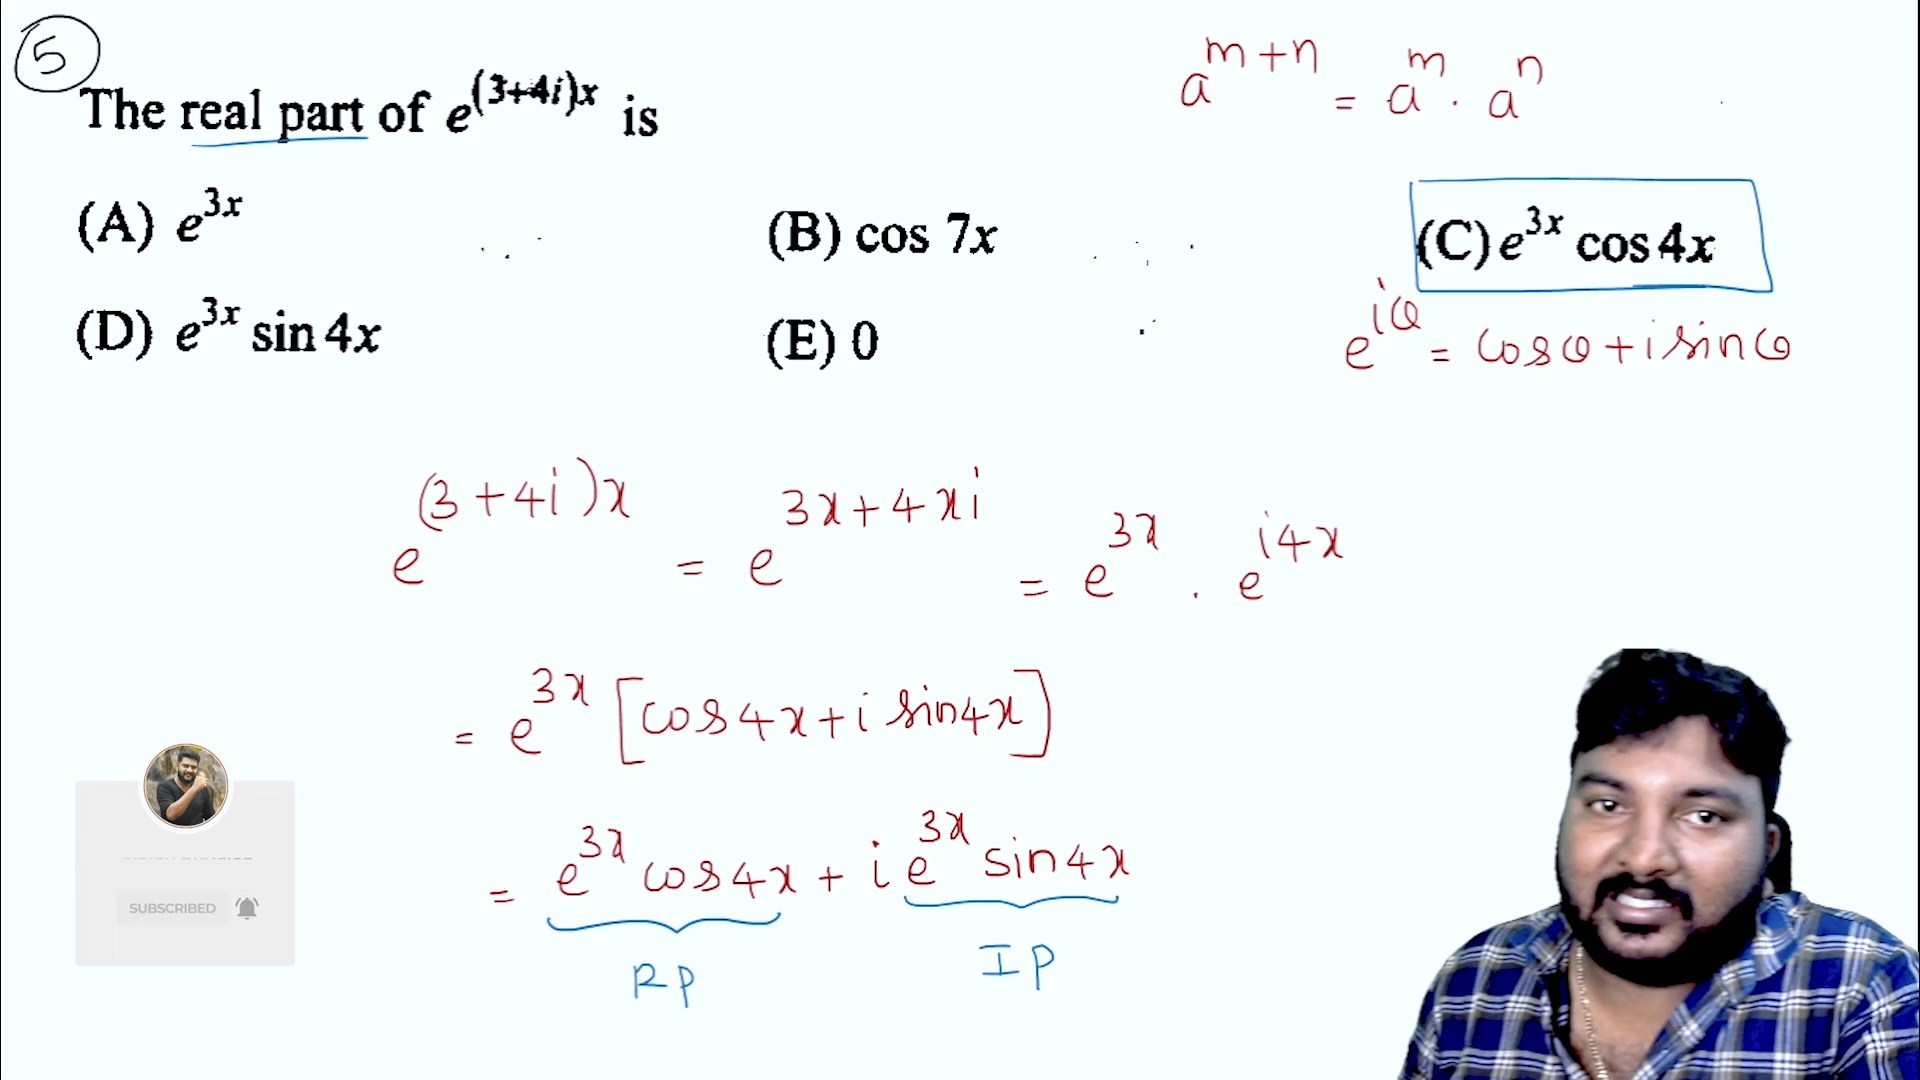 5
The real part of e^{(3+4i)x} is
a^{m+n} = a^m . a^n
(A) e^{3x}
(B) cos 7x
(C) e^{3x} cos 4x
(D) e^{3x} sin 4x
(E) 0
e^{iθ} = cosθ + i sinθ
e^{(3+4i)x} = e^{3x+4xi} = e^{3x} . e^{i4x}
= e^{3x} [cos4x + i sin4x]
= e^{3x} cos4x + i e^{3x} sin4x
RP
IP
SUBSCRIBED